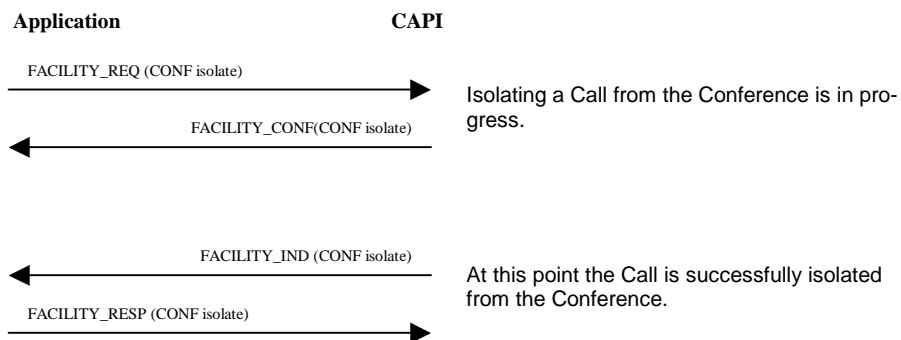 Application CAPI
FACILITY_REQ (CONF isolate)
Isolating a Call from the Conference is in pro-
gress.
FACILITY_CONF(CONF isolate)
FACILITY_IND (CONF isolate)
At this point the Call is successfully isolated
from the Conference.
FACILITY_RESP (CONF isolate)